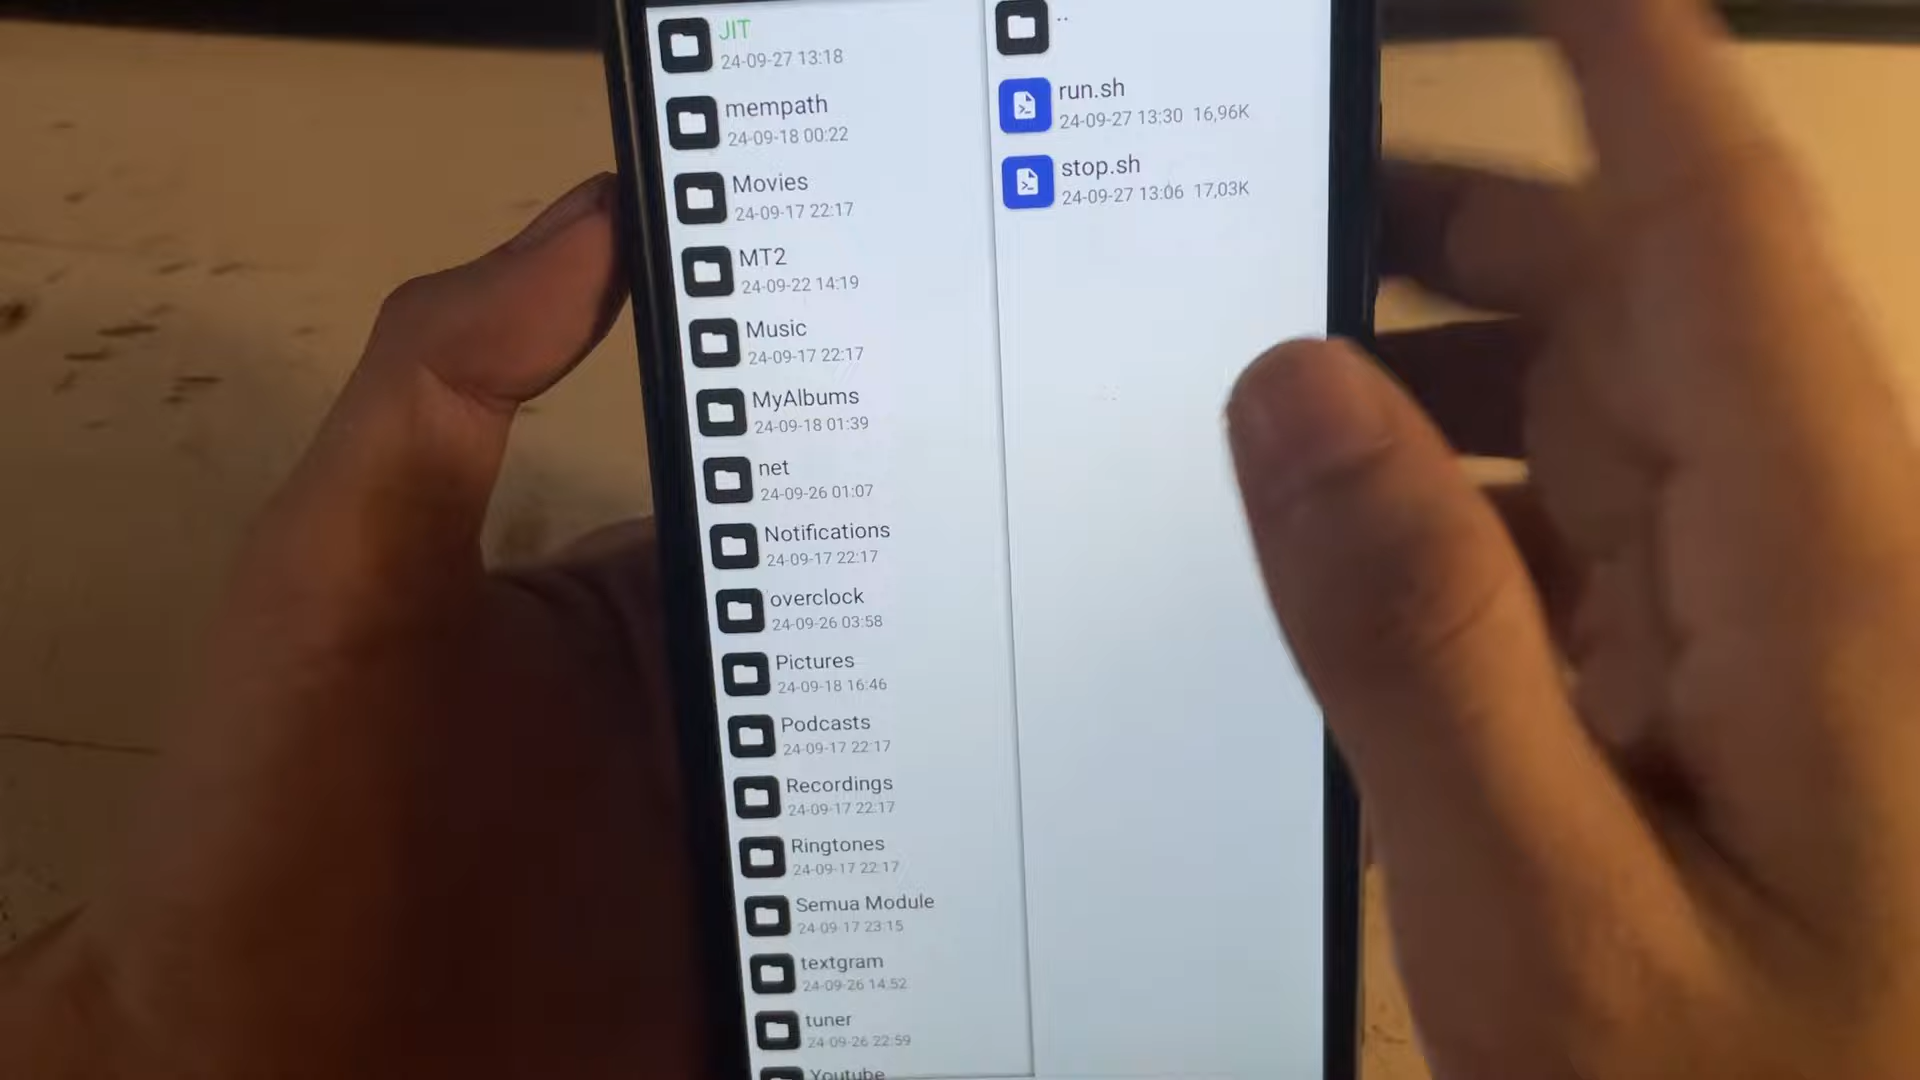 JIT
24-09-27 13:18
mempath
24-09-18 00:22
Movies
24-09-17 22:17
MT2
24-09-22 14:19
Music
24-09-17 22:17
MyAlbums
24-09-18 01:39
net
24-09-26 01:07
Notifications
24-09-17 22:17
overclock
24-09-26 03:58
Pictures
24-09-18 16:46
Podcasts
24-09-17 22:17
Recordings
24-09-17 22:17
Ringtones
24-09-17 22:17
Semua Module
24-09-17 23:15
textgram
24-09-26 14:52
tuner
24-09-26 22:59
Youtube
..
run.sh
24-09-27 13:30 16,96K
stop.sh
24-09-27 13:06 17,03K